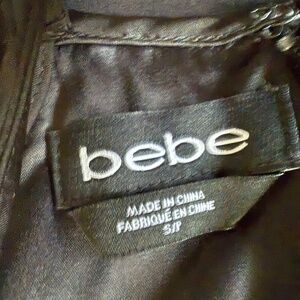 bebe
MADE IN CHINA
FABRIQUÉ EN CHINE
S/P